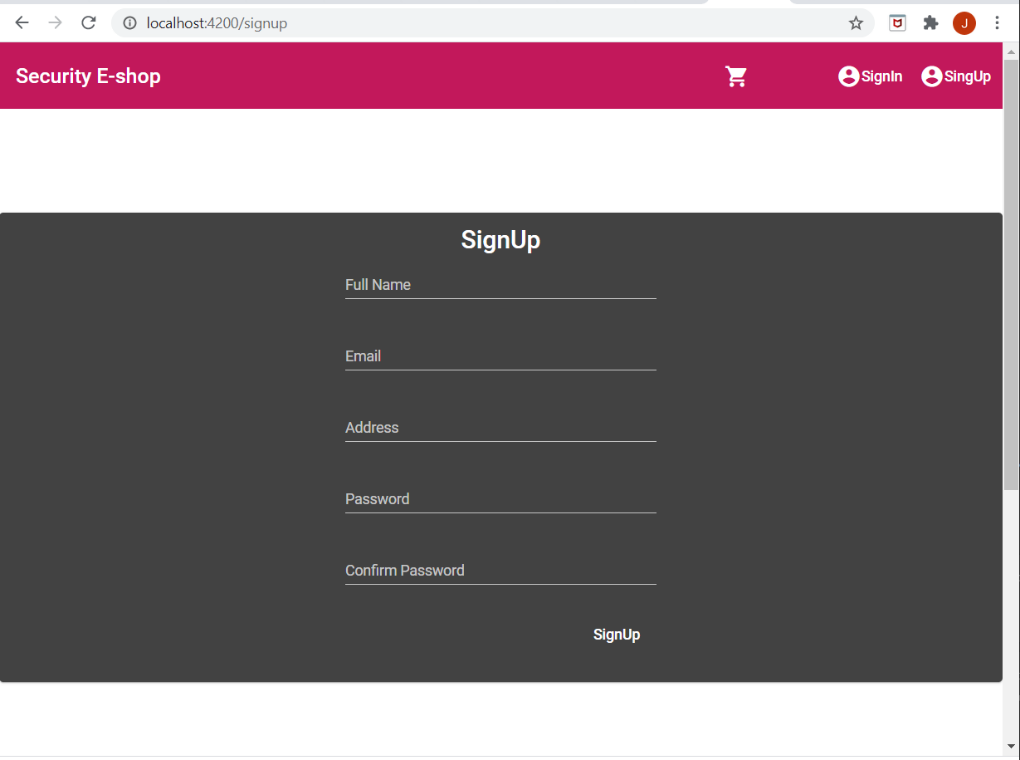 localhost:4200/signup
J
Security E-shop
SignIn
SingUp
SignUp
Full Name
Email
Address
Password
Confirm Password
SignUp